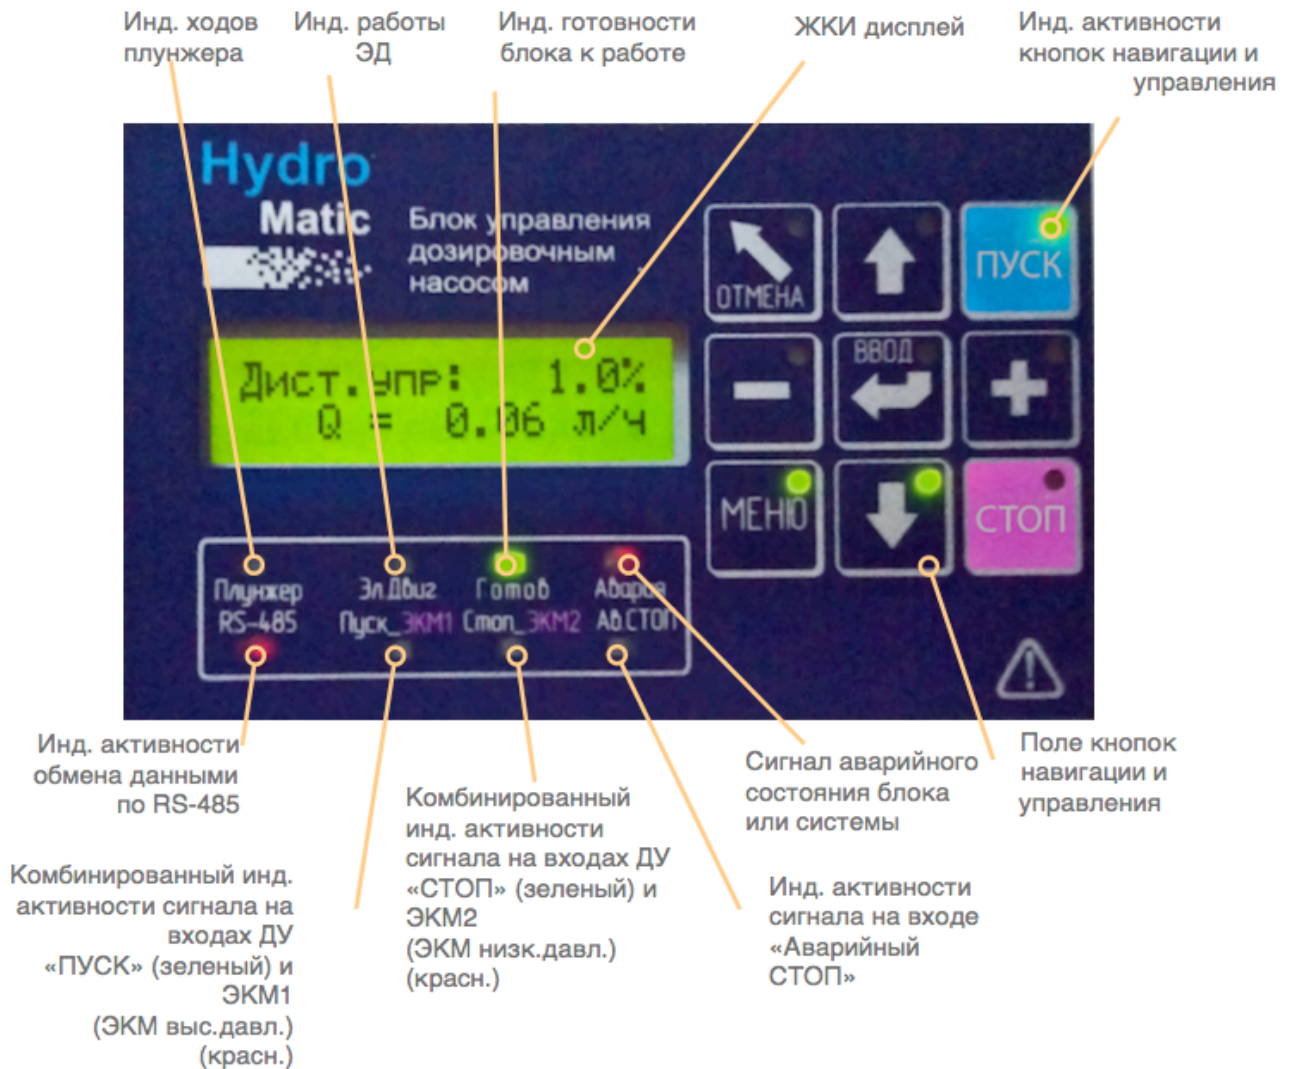 Инд. ходов
плунжера
Инд. работы
ЭД
Инд. готовности
блока к работе
ЖКИ дисплей
Инд. активности
кнопок навигации и
управления
Hydro
Matic
Блок управления
дозировочным
насосом
Дист.упр: 1.0%
Q = 0.06 л/ч
ОТМЕНА
ПУСК
ВВОД
МЕНЮ
СТОП
Плунжер
Эл.Двиг
Готов
Авария
RS-485
Пуск_ЭКМ1
Стоп_ЭКМ2
Ав.СТОП
Инд. активности
обмена данными
по RS-485
Комбинированный инд.
активности сигнала на
входах ДУ
«ПУСК» (зеленый) и
ЭКМ1
(ЭКМ выс.давл.)
(красн.)
Комбинированный
инд. активности
сигнала на входах ДУ
«СТОП» (зеленый) и
ЭКМ2
(ЭКМ низк.давл.)
(красн.)
Сигнал аварийного
состояния блока
или системы
Инд. активности
сигнала на входе
«Аварийный
СТОП»
Поле кнопок
навигации и
управления